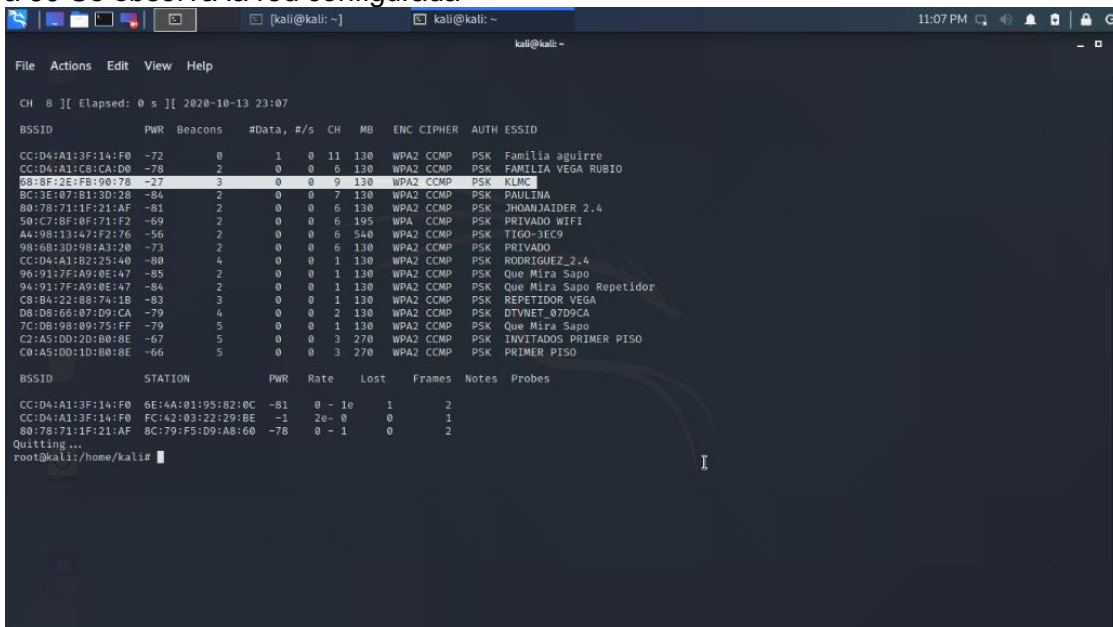 a 36 Se observa la red configurada
[kali@kali: ~] kali@kali: ~ 11:07 PM
kali@kali: ~
File Actions Edit View Help
CH 8 ][ Elapsed: 0 s ][ 2020-10-13 23:07
BSSID PWR Beacons #Data, #/s CH MB ENC CIPHER AUTH ESSID
CC:D4:A1:3F:14:F0 -72 0 1 0 11 130 WPA2 CCMP PSK Familia aguirre
CC:D4:A1:C8:CA:D0 -78 2 0 0 6 130 WPA2 CCMP PSK FAMILIA VEGA RUBIO
68:8F:2E:FB:90:78 -27 3 0 0 9 130 WPA2 CCMP PSK KLMC
BC:3E:07:B1:3D:28 -84 2 0 0 7 130 WPA2 CCMP PSK PAULINA
80:78:71:1F:21:AF -81 2 0 0 6 130 WPA2 CCMP PSK JHOANJAIDER 2.4
50:C7:BF:0F:71:F2 -69 2 0 0 6 195 WPA CCMP PSK PRIVADO WIFI
A4:98:13:47:F2:76 -56 2 0 0 6 540 WPA2 CCMP PSK TIGO-3EC9
98:6B:3D:98:A3:20 -73 2 0 0 6 130 WPA2 CCMP PSK PRIVADO
CC:D4:A1:B2:25:40 -80 4 0 0 1 130 WPA2 CCMP PSK RODRIGUEZ_2.4
96:91:7F:A9:0E:47 -85 2 0 0 1 130 WPA2 CCMP PSK Que Mira Sapo
94:91:7F:A9:0E:47 -84 2 0 0 1 130 WPA2 CCMP PSK Que Mira Sapo Repetidor
C8:B4:22:88:74:1B -83 3 0 0 1 130 WPA2 CCMP PSK REPETIDOR VEGA
D8:D8:66:07:D9:CA -79 4 0 0 2 130 WPA2 CCMP PSK DTVNET_07D9CA
7C:DB:98:09:75:FF -79 5 0 0 1 130 WPA2 CCMP PSK Que Mira Sapo
C2:A5:DD:2D:B0:8E -67 5 0 0 3 270 WPA2 CCMP PSK INVITADOS PRIMER PISO
C0:A5:DD:1D:B0:8E -66 5 0 0 3 270 WPA2 CCMP PSK PRIMER PISO
BSSID STATION PWR Rate Lost Frames Notes Probes
CC:D4:A1:3F:14:F0 6E:4A:01:95:82:0C -81 0 - 1e 1 2
CC:D4:A1:3F:14:F0 FC:42:03:22:29:BE -1 2e- 0 0 1
80:78:71:1F:21:AF 8C:79:F5:D9:A8:60 -78 0 - 1 0 2
Quitting...
root@kali:/home/kali#